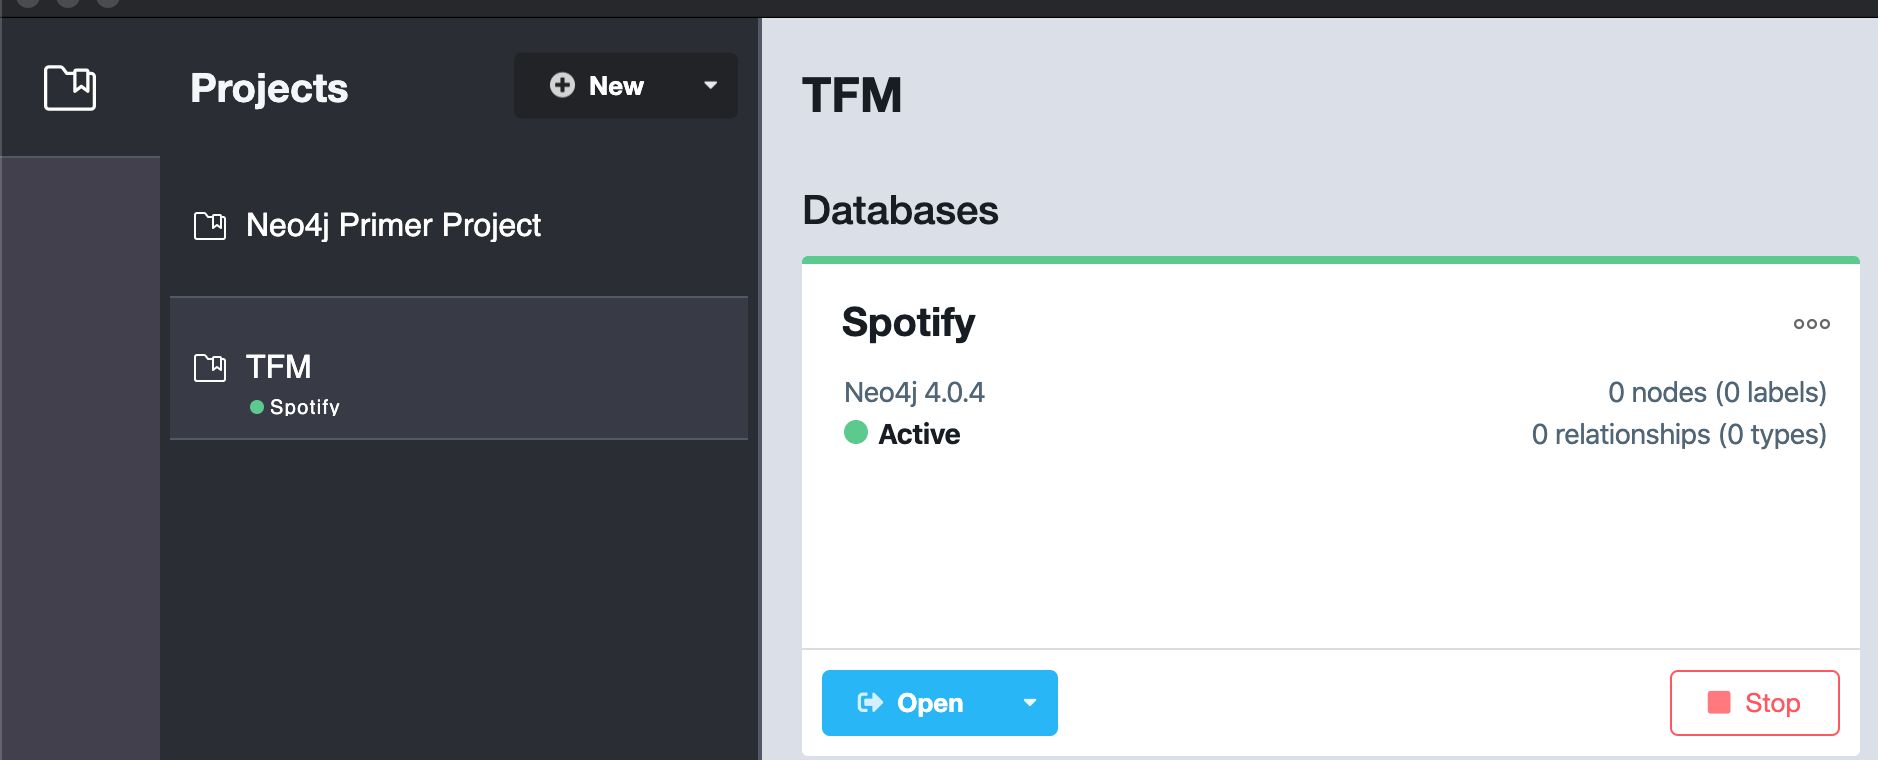 Projects
New
Neo4j Primer Project
TFM
Spotify
TFM
Databases
Spotify
Neo4j 4.0.4
0 nodes (0 labels)
Active
0 relationships (0 types)
Open
Stop